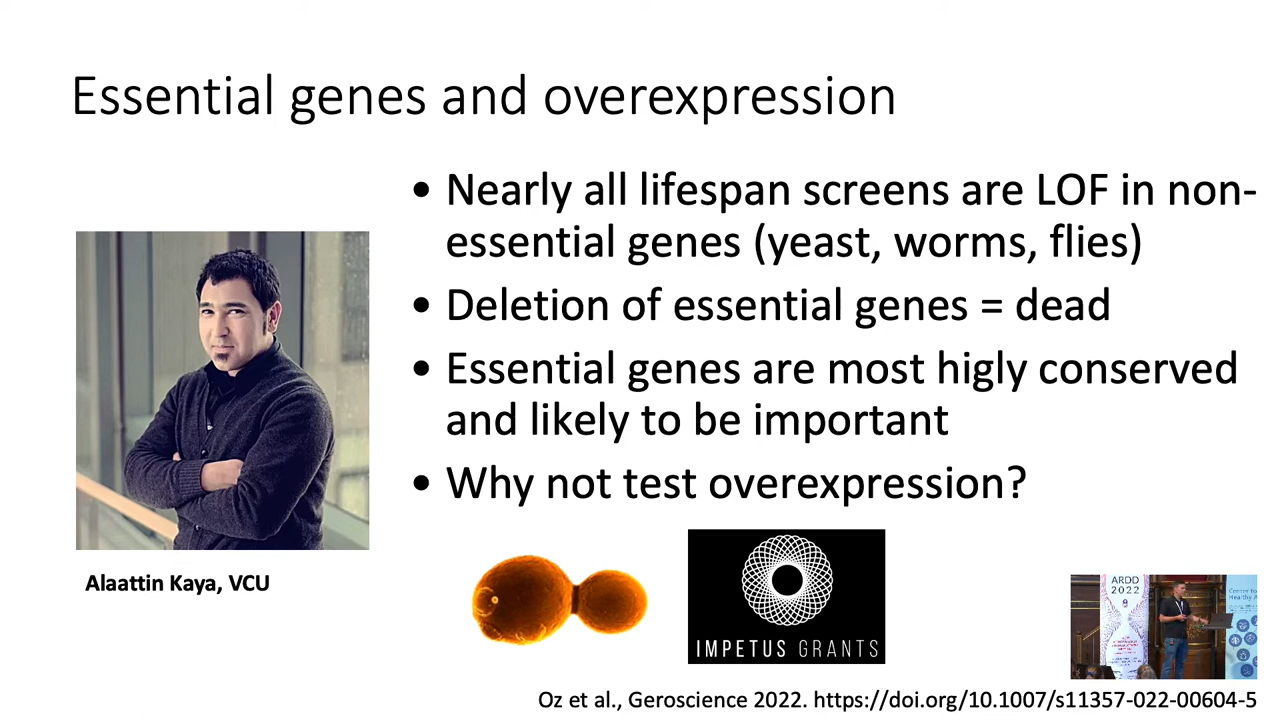 Essential genes and overexpression
• Nearly all lifespan screens are LOF in non-
essential genes (yeast, worms, flies)
• Deletion of essential genes = dead
• Essential genes are most higly conserved
and likely to be important
• Why not test overexpression?
Alaattin Kaya, VCU
IMPETUS GRANTS
ARDD
2022
Oz et al., Geroscience 2022. https://doi.org/10.1007/s11357-022-00604-5